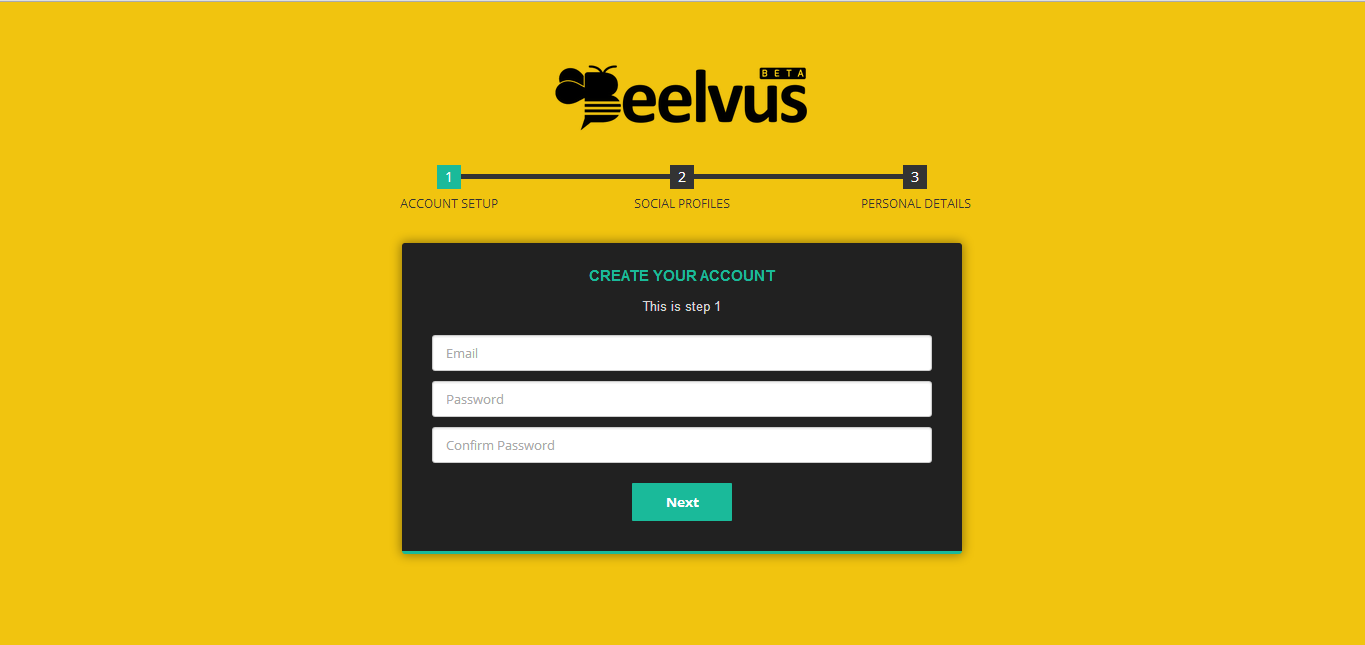 BETA
Beelvus
1 2 3
ACCOUNT SETUP SOCIAL PROFILES PERSONAL DETAILS
CREATE YOUR ACCOUNT
This is step 1
Email
Password
Confirm Password
Next